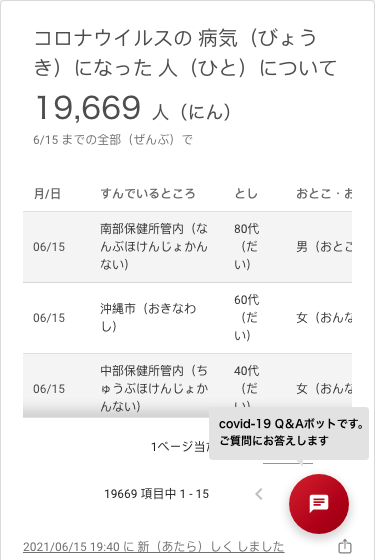 コロナウイルスの 病気（びょう
き）になった 人（ひと）について
19,669 人（にん）
6/15 までの全部（ぜんぶ）で
月/日 すんでいるところ とし おとこ・お
06/15 南部保健所管内（な 80代
んぶほけんじょかん （だ
ない） い） 男（おとこ
06/15 沖縄市（おきなわ 60代
し） （だ
い） 女（おんな
06/15 中部保健所管内（ち 40代
ゅうぶほけんじょか （だ
んない） い） 女（おんな
covid-19 Q&Aボットです。
ご質問にお答えします
1ページ当た
19669 項目中 1 - 15
2021/06/15 19:40 に 新（あたら）しく しました